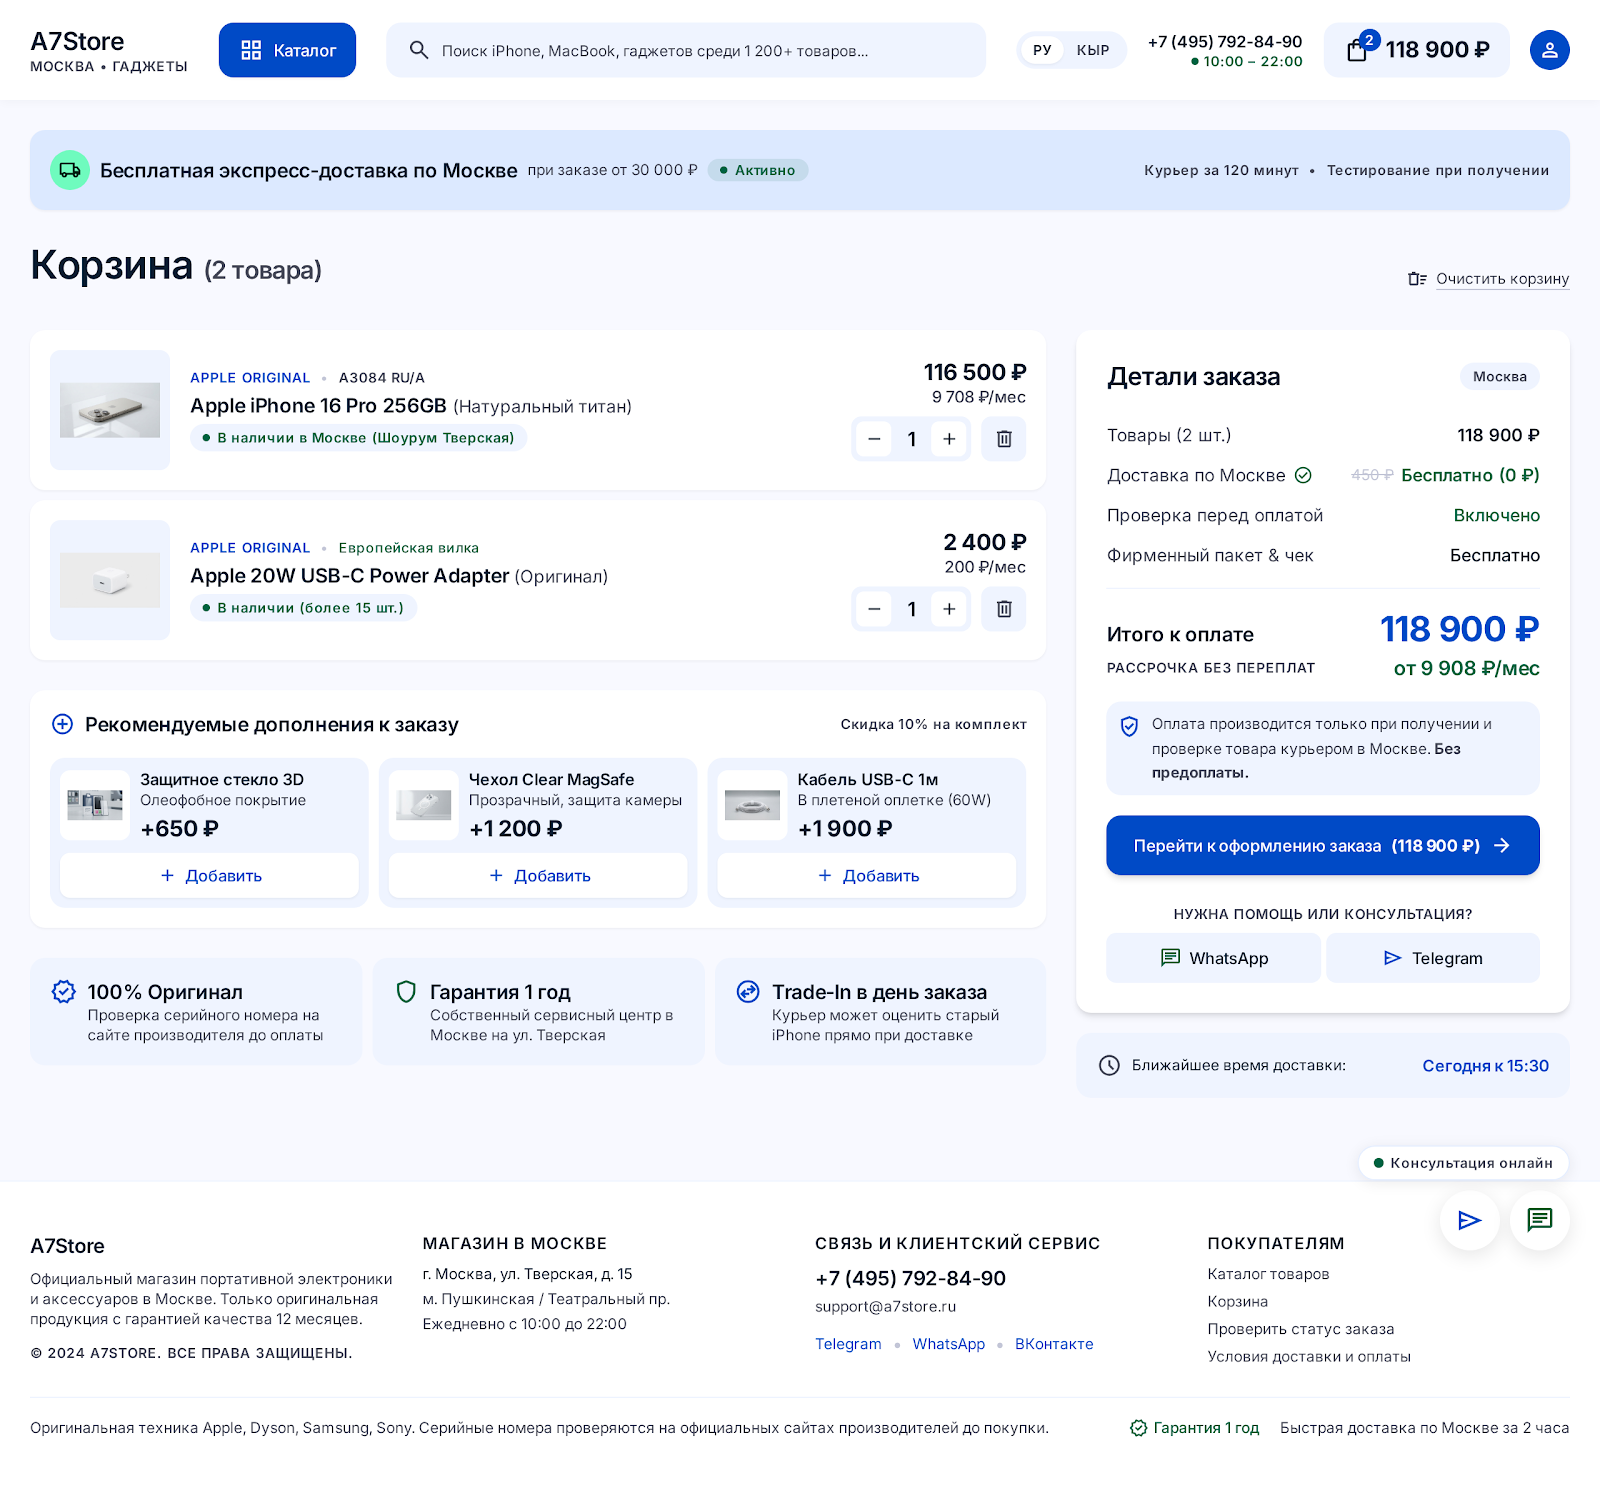 A7Store
МОСКВА • ГАДЖЕТЫ
Каталог
Поиск iPhone, MacBook, гаджетов среди 1 200+ товаров...
РУ КЫР
+7 (495) 792-84-90
10:00 – 22:00
2
118 900 ₽
Бесплатная экспресс-доставка по Москве при заказе от 30 000 ₽ Активно
Курьер за 120 минут • Тестирование при получении
Корзина (2 товара)
Очистить корзину
APPLE ORIGINAL • A3084 RU/A
Apple iPhone 16 Pro 256GB (Натуральный титан)
В наличии в Москве (Шоурум Тверская)
116 500 ₽
9 708 ₽/мес
− 1 +
APPLE ORIGINAL • Европейская вилка
Apple 20W USB-C Power Adapter (Оригинал)
В наличии (более 15 шт.)
2 400 ₽
200 ₽/мес
− 1 +
Рекомендуемые дополнения к заказу
Скидка 10% на комплект
Защитное стекло 3D
Олеофобное покрытие
+650 ₽
+ Добавить
Чехол Clear MagSafe
Прозрачный, защита камеры
+1 200 ₽
+ Добавить
Кабель USB-C 1м
В плетеной оплетке (60W)
+1 900 ₽
+ Добавить
100% Оригинал
Проверка серийного номера на
сайте производителя до оплаты
Гарантия 1 год
Собственный сервисный центр в
Москве на ул. Тверская
Trade-In в день заказа
Курьер может оценить старый
iPhone прямо при доставке
Детали заказа
Москва
Товары (2 шт.) 118 900 ₽
Доставка по Москве 450 ₽ Бесплатно (0 ₽)
Проверка перед оплатой Включено
Фирменный пакет & чек Бесплатно
Итого к оплате 118 900 ₽
РАССРОЧКА БЕЗ ПЕРЕПЛАТ от 9 908 ₽/мес
Оплата производится только при получении и
проверке товара курьером в Москве. Без
предоплаты.
Перейти к оформлению заказа (118 900 ₽)
НУЖНА ПОМОЩЬ ИЛИ КОНСУЛЬТАЦИЯ?
WhatsApp
Telegram
Ближайшее время доставки: Сегодня к 15:30
Консультация онлайн
A7Store
Официальный магазин портативной электроники
и аксессуаров в Москве. Только оригинальная
продукция с гарантией качества 12 месяцев.
© 2024 A7STORE. ВСЕ ПРАВА ЗАЩИЩЕНЫ.
МАГАЗИН В МОСКВЕ
г. Москва, ул. Тверская, д. 15
м. Пушкинская / Театральный пр.
Ежедневно с 10:00 до 22:00
СВЯЗЬ И КЛИЕНТСКИЙ СЕРВИС
+7 (495) 792-84-90
support@a7store.ru
Telegram • WhatsApp • ВКонтакте
ПОКУПАТЕЛЯМ
Каталог товаров
Корзина
Проверить статус заказа
Условия доставки и оплаты
Оригинальная техника Apple, Dyson, Samsung, Sony. Серийные номера проверяются на официальных сайтах производителей до покупки.
Гарантия 1 год
Быстрая доставка по Москве за 2 часа